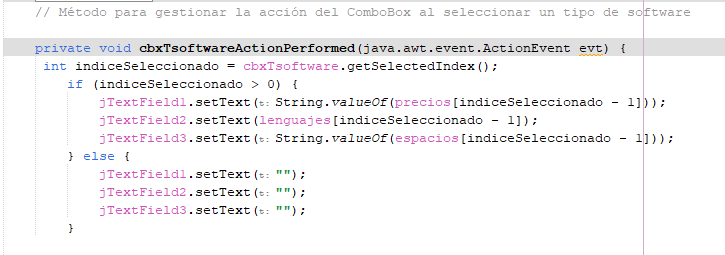 // Método para gestionar la acción del ComboBox al seleccionar un tipo de software
private void cbxTsoftwareActionPerformed(java.awt.event.ActionEvent evt) {
int indiceSeleccionado = cbxTsoftware.getSelectedIndex();
if (indiceSeleccionado > 0) {
jTextField1.setText(t: String.valueOf(precios[indiceSeleccionado - 1]));
jTextField2.setText(lenguajes[indiceSeleccionado - 1]);
jTextField3.setText(t: String.valueOf(espacios[indiceSeleccionado - 1]));
} else {
jTextField1.setText(t: "");
jTextField2.setText(t: "");
jTextField3.setText(t: "");
}